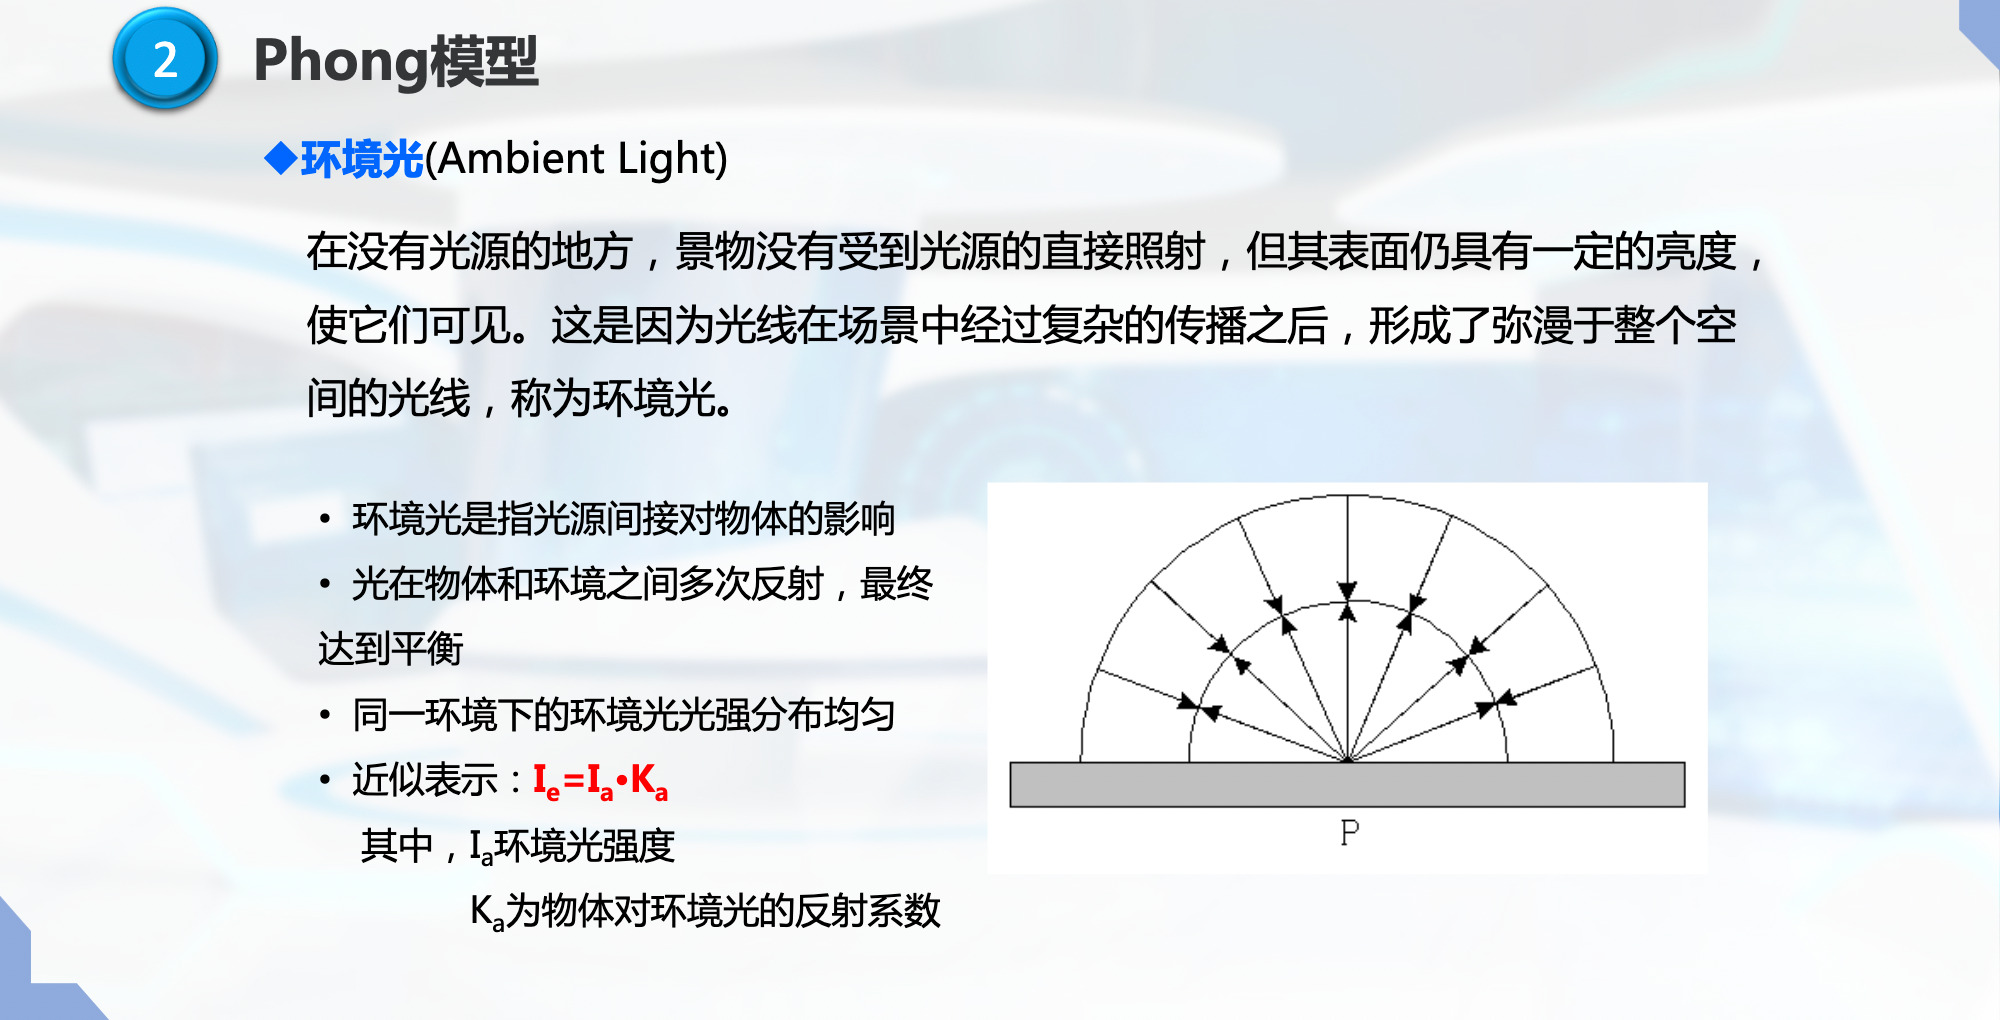 2
Phong模型
◆环境光(Ambient Light)
在没有光源的地方，景物没有受到光源的直接照射，但其表面仍具有一定的亮度，
使它们可见。这是因为光线在场景中经过复杂的传播之后，形成了弥漫于整个空
间的光线，称为环境光。
• 环境光是指光源间接对物体的影响
• 光在物体和环境之间多次反射，最终
达到平衡
• 同一环境下的环境光光强分布均匀
• 近似表示：Ie=Ia•Ka
其中，Ia环境光强度
Ka为物体对环境光的反射系数
P